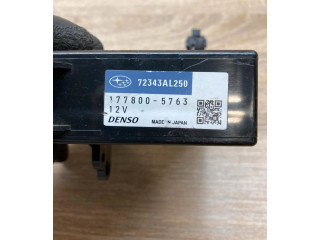 72343AL250
177800-5763
12V
DENSO MADE IN JAPAN